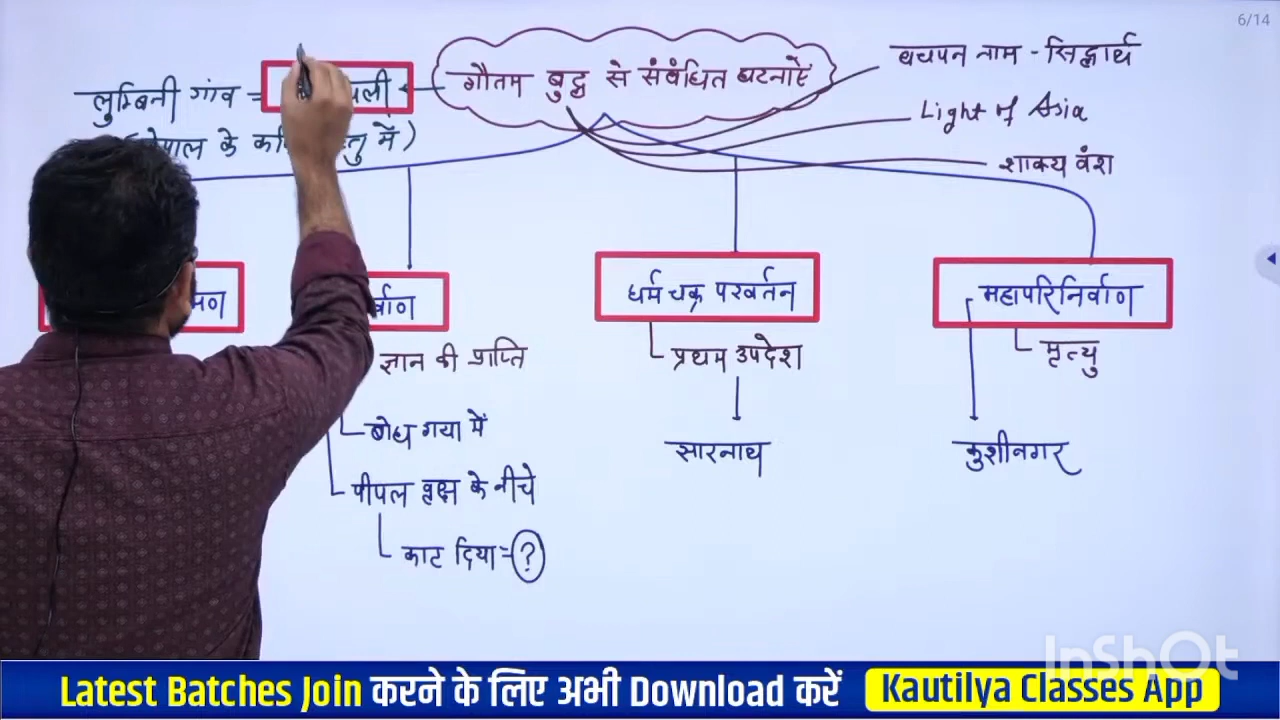 6/14
गौतम बुद्ध से संबंधित घटनाऐं
बचपन नाम - सिद्धार्थ
Light of Asia
शाक्य वंश
लुम्बिनी गांव =
के
में )
धर्म चक्र परवर्तन
प्रथम उपदेश
सारनाथ
महापरिनिर्वाण
मृत्यु
कुशीनगर
ज्ञान की प्राप्ति
बोध गया में
पीपल वृक्ष के नीचे
काट दिया = ?
InShOt
Latest Batches Join करने के लिए अभी Download करें Kautilya Classes App